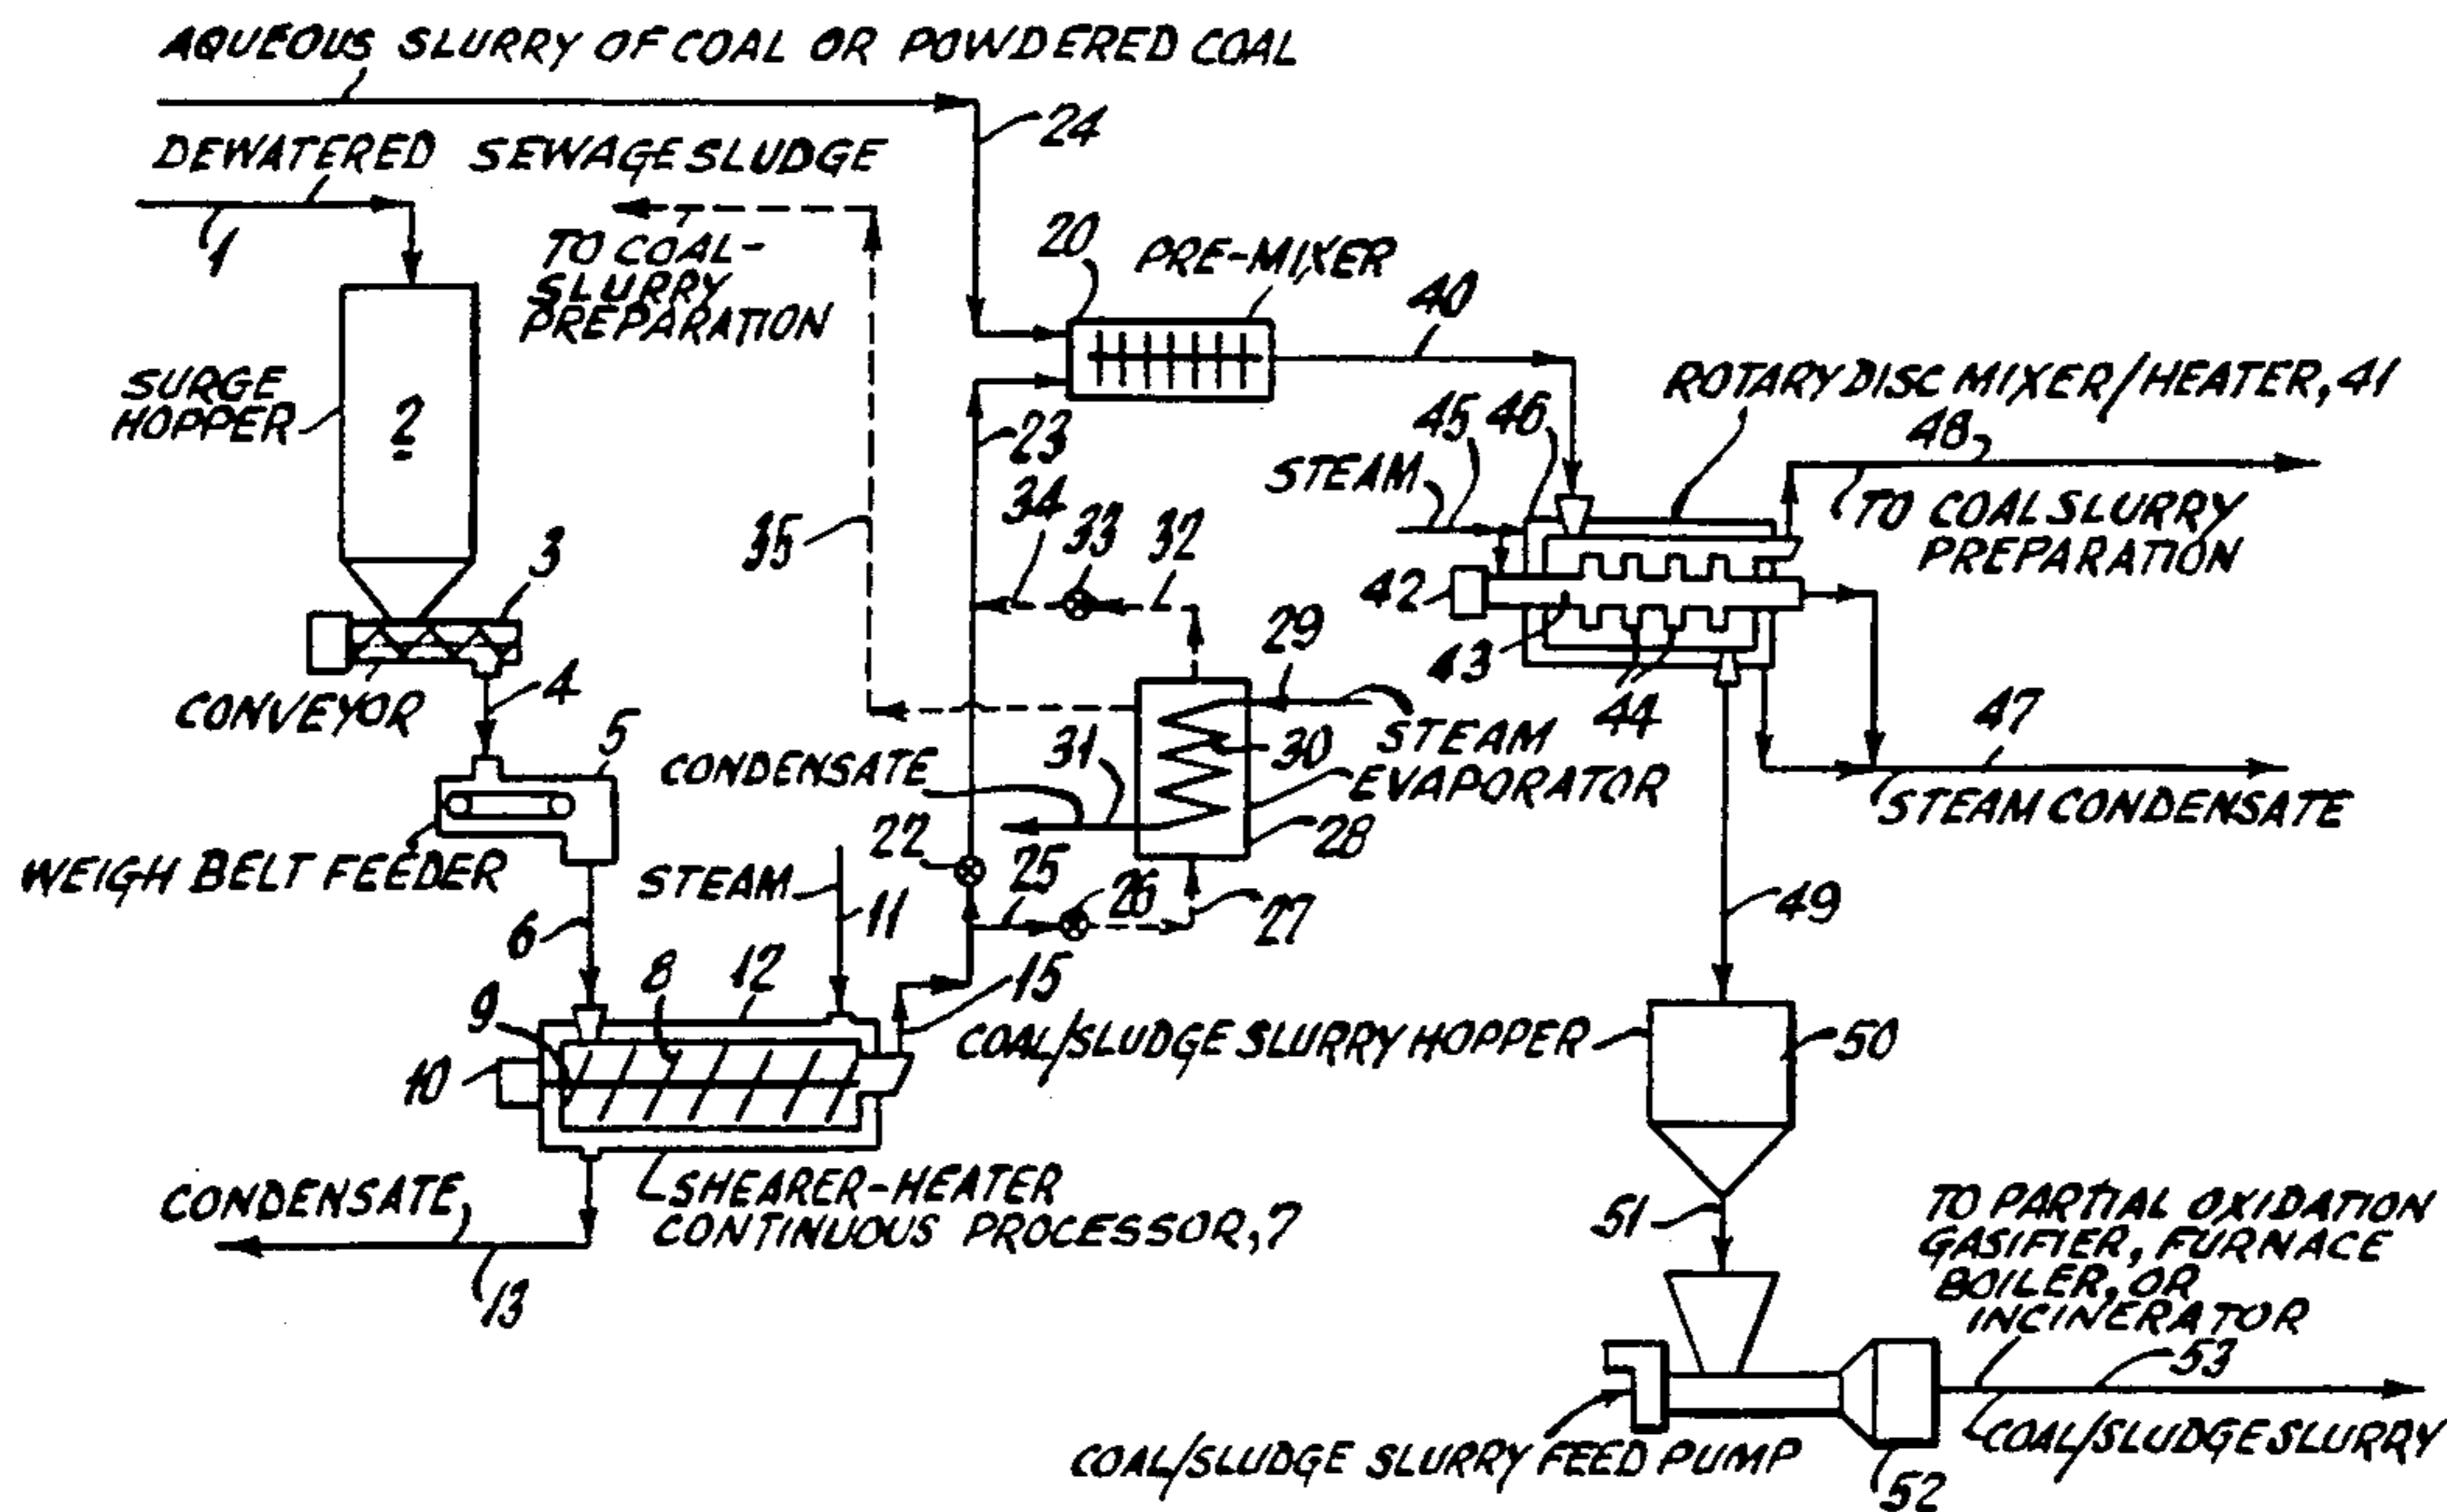 AQUEOUS SLURRY OF COAL OR POWDERED COAL
24
DEWATERED SEWAGE SLUDGE
1
TO COAL-
SLURRY
PREPARATION
20
PRE-MIXER
40
SURGE
HOPPER
2
23
ROTARY DISC MIXER/HEATER, 41
45
46
48
STEAM
TO COAL SLURRY
PREPARATION
35
34
33
32
3
42
43
44
29
4
CONVEYOR
5
CONDENSATE
31
30
STEAM
EVAPORATOR
47
STEAM CONDENSATE
28
22
WEIGH BELT FEEDER
STEAM
11
25
26
27
49
6
8
12
15
9
10
COAL/SLUDGE SLURRY HOPPER
50
CONDENSATE,
SHEARER-HEATER
CONTINUOUS PROCESSOR, 7
13
51
TO PARTIAL OXIDATION
GASIFIER, FURNACE
BOILER, OR
INCINERATOR
53
COAL/SLUDGE SLURRY FEED PUMP
COAL/SLUDGE SLURRY
52